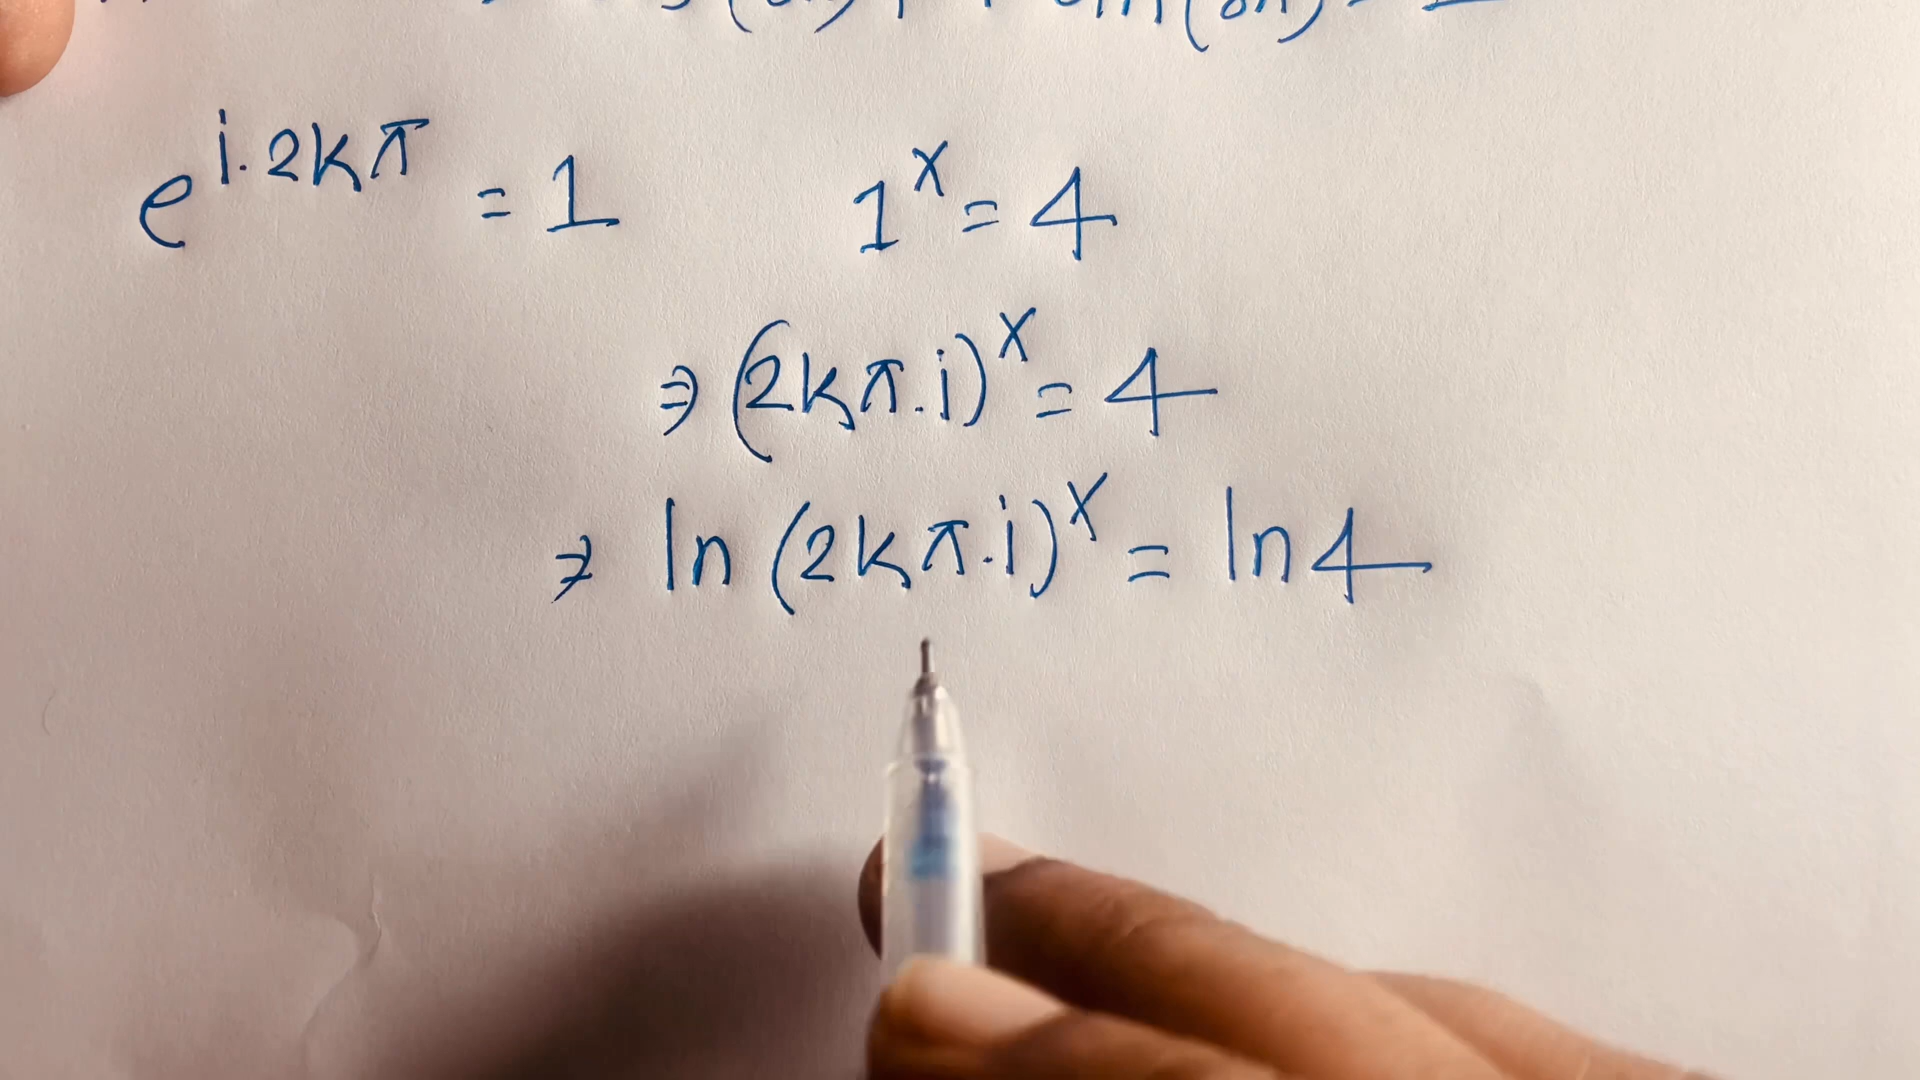 e^{i.2kπ} = 1    1^x = 4
⇒ (2kπ.i)^x = 4
⇒ ln (2kπ.i)^x = ln 4